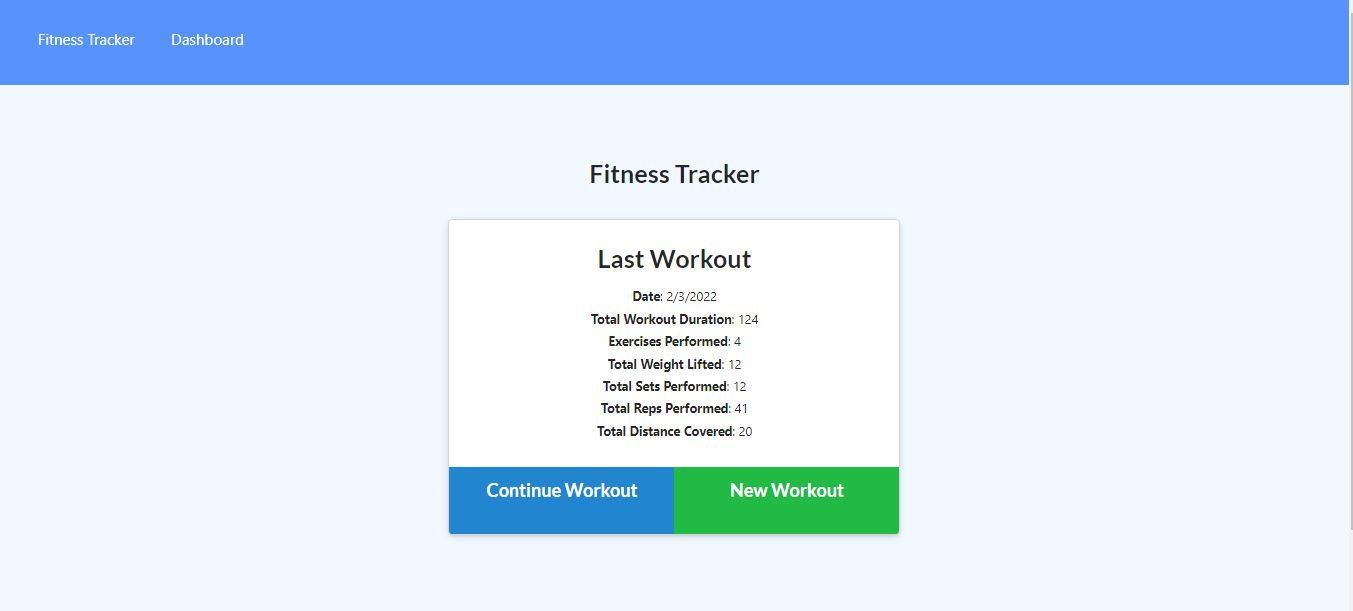 Fitness Tracker Dashboard
Fitness Tracker
Last Workout
Date: 2/3/2022
Total Workout Duration: 124
Exercises Performed: 4
Total Weight Lifted: 12
Total Sets Performed: 12
Total Reps Performed: 41
Total Distance Covered: 20
Continue Workout New Workout